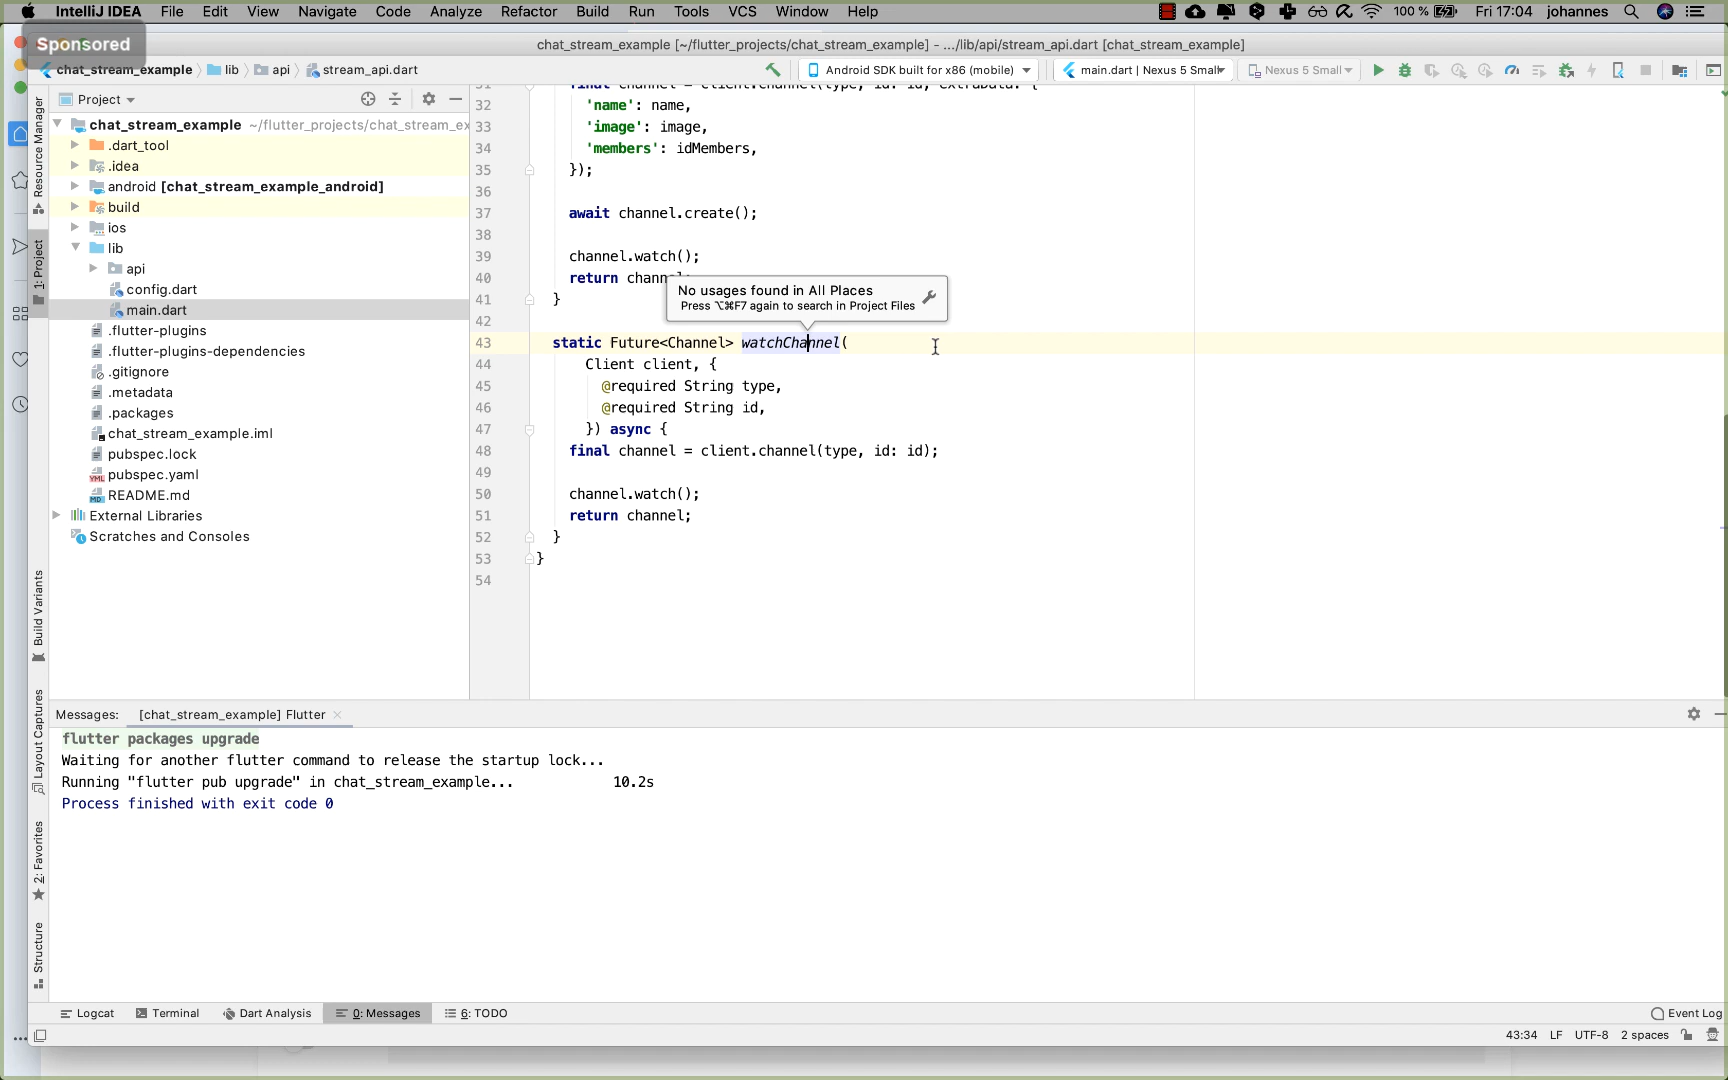 IntelliJ IDEA File Edit View Navigate Code Analyze Refactor Build Run Tools VCS Window Help 100 % Fri 17:04 johannes
Sponsored
chat_stream_example [~/flutter_projects/chat_stream_example] - .../lib/api/stream_api.dart [chat_stream_example]
chat_stream_example lib api stream_api.dart Android SDK built for x86 (mobile) main.dart | Nexus 5 Small Nexus 5 Small
Project
Resource Manager
1: Project
Build Variants
Layout Captures
2: Favorites
Structure
chat_stream_example ~/flutter_projects/chat_stream_ex
.dart_tool
.idea
android [chat_stream_example_android]
build
ios
lib
api
config.dart
main.dart
.flutter-plugins
.flutter-plugins-dependencies
.gitignore
.metadata
.packages
chat_stream_example.iml
pubspec.lock
pubspec.yaml
README.md
External Libraries
Scratches and Consoles
31 final channel = client.channel(type, id: id, extraData: {
32 'name': name,
33 'image': image,
34 'members': idMembers,
35 });
36
37 await channel.create();
38
39 channel.watch();
40 return channel;
41 }
42
43 static Future<Channel> watchChannel(
44 Client client, {
45 @required String type,
46 @required String id,
47 }) async {
48 final channel = client.channel(type, id: id);
49
50 channel.watch();
51 return channel;
52 }
53 }
54
No usages found in All Places
Press ⌥⌘F7 again to search in Project Files
Messages: [chat_stream_example] Flutter
flutter packages upgrade
Waiting for another flutter command to release the startup lock...
Running "flutter pub upgrade" in chat_stream_example... 10.2s
Process finished with exit code 0
Logcat Terminal Dart Analysis 0: Messages 6: TODO Event Log
43:34 LF UTF-8 2 spaces